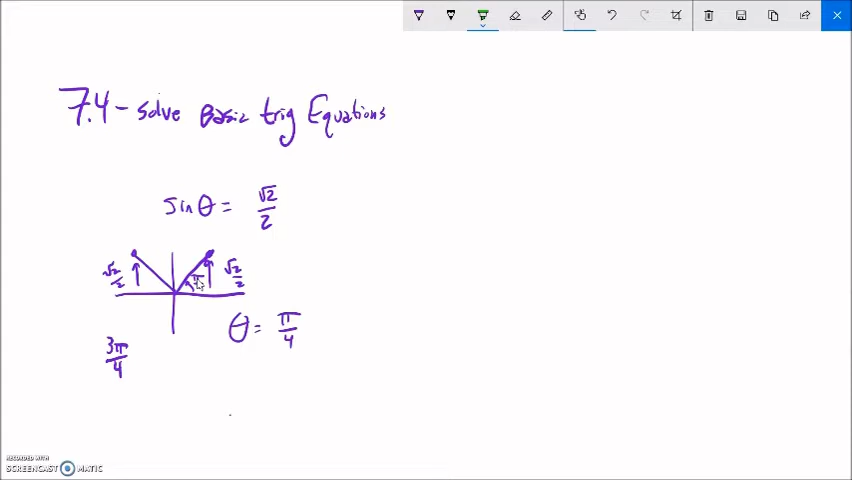 7.4 - Solve Basic trig Equations
sin θ = √2/2
√2/2 π √2/2
θ = π/4
3π/4
RECORDED WITH
SCREENCAST MATIC